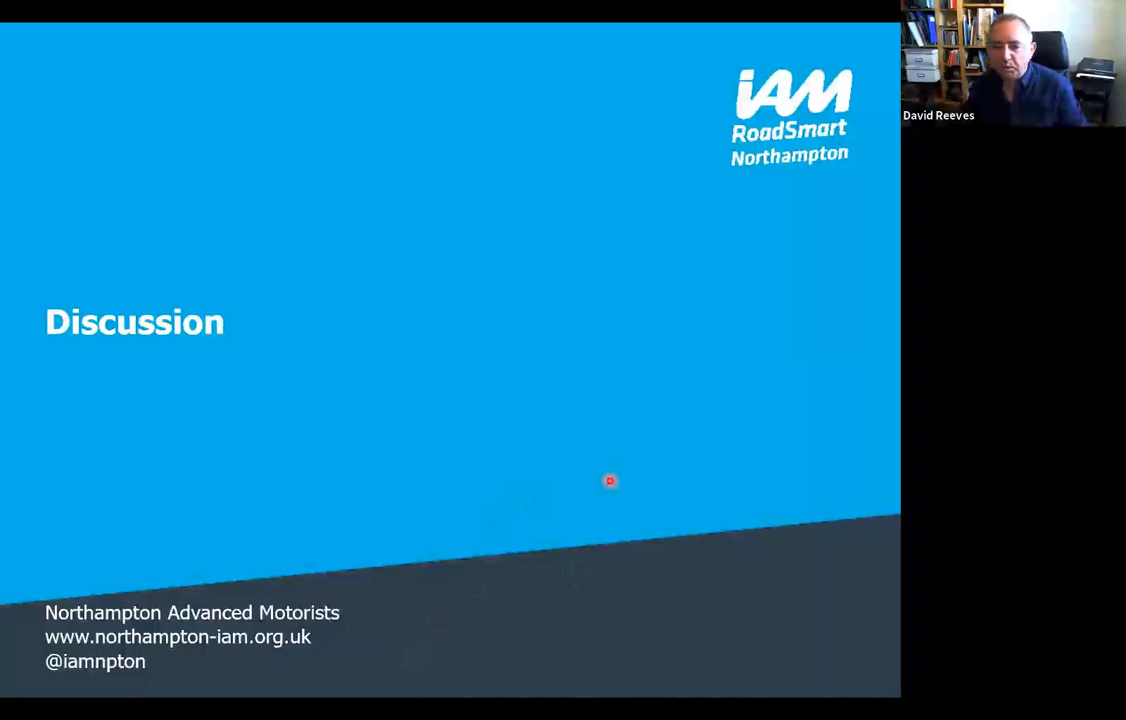 iAM
RoadSmart
Northampton
David Reeves
Discussion
Northampton Advanced Motorists
www.northampton-iam.org.uk
@iamnpton